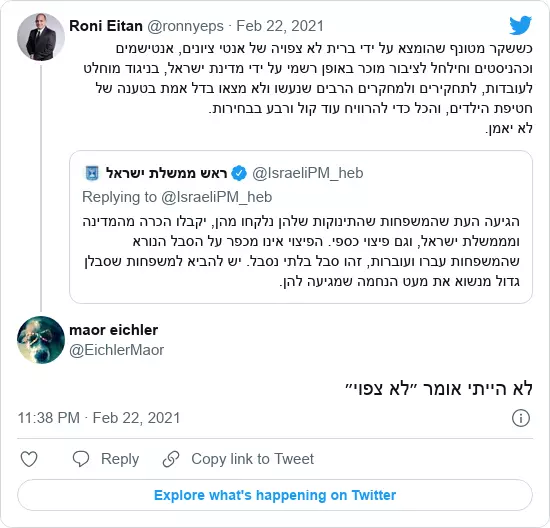 Roni Eitan @ronnyeps · Feb 22, 2021
כששקר מטונף שהומצא על ידי ברית לא צפויה של אנטי ציונים, אנטישמים
וכהניסטים וחילחל לציבור מוכר באופן רשמי על ידי מדינת ישראל, בניגוד מוחלט
לעובדות, לתחקירים ולמחקרים הרבים שנעשו ולא מצאו בדל אמת בטענה של
חטיפת הילדים, והכל כדי להרוויח עוד קול ורבע בבחירות.
לא יאמן.
ראש ממשלת ישראל @IsraeliPM_heb
Replying to @IsraeliPM_heb
הגיעה העת שהמשפחות שהתינוקות שלהן נלקחו מהן, יקבלו הכרה מהמדינה
ומממשלת ישראל, וגם פיצוי כספי. הפיצוי אינו מכפר על הסבל הנורא
שהמשפחות עברו ועוברות, זהו סבל בלתי נסבל. יש להביא למשפחות שסבלן
גדול מנשוא את מעט הנחמה שמגיעה להן.
maor eichler
@EichlerMaor
לא הייתי אומר ״לא צפוי״
11:38 PM · Feb 22, 2021
Reply Copy link to Tweet
Explore what's happening on Twitter